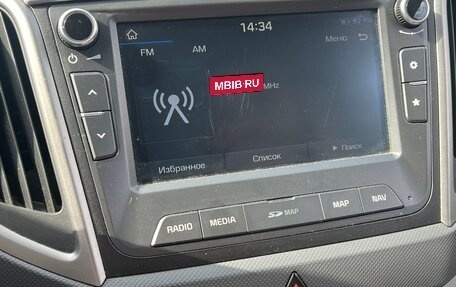 14:34
FM AM Меню
MBIB.RU
MHz
Избранное Список Поиск
RADIO MEDIA SD MAP MAP NAV